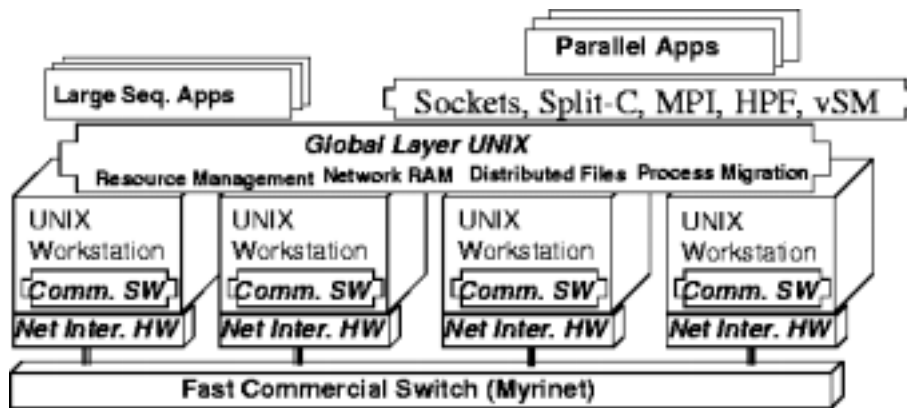 Parallel Apps
Large Seq. Apps
Sockets, Split-C, MPI, HPF, vSM
Global Layer UNIX
Resource Management Network RAM Distributed Files Process Migration
UNIX UNIX UNIX UNIX
Workstation Workstation Workstation Workstation
Comm. SW Comm. SW Comm. SW Comm. SW
Net Inter. HW Net Inter. HW Net Inter. HW Net Inter. HW
Fast Commercial Switch (Myrinet)